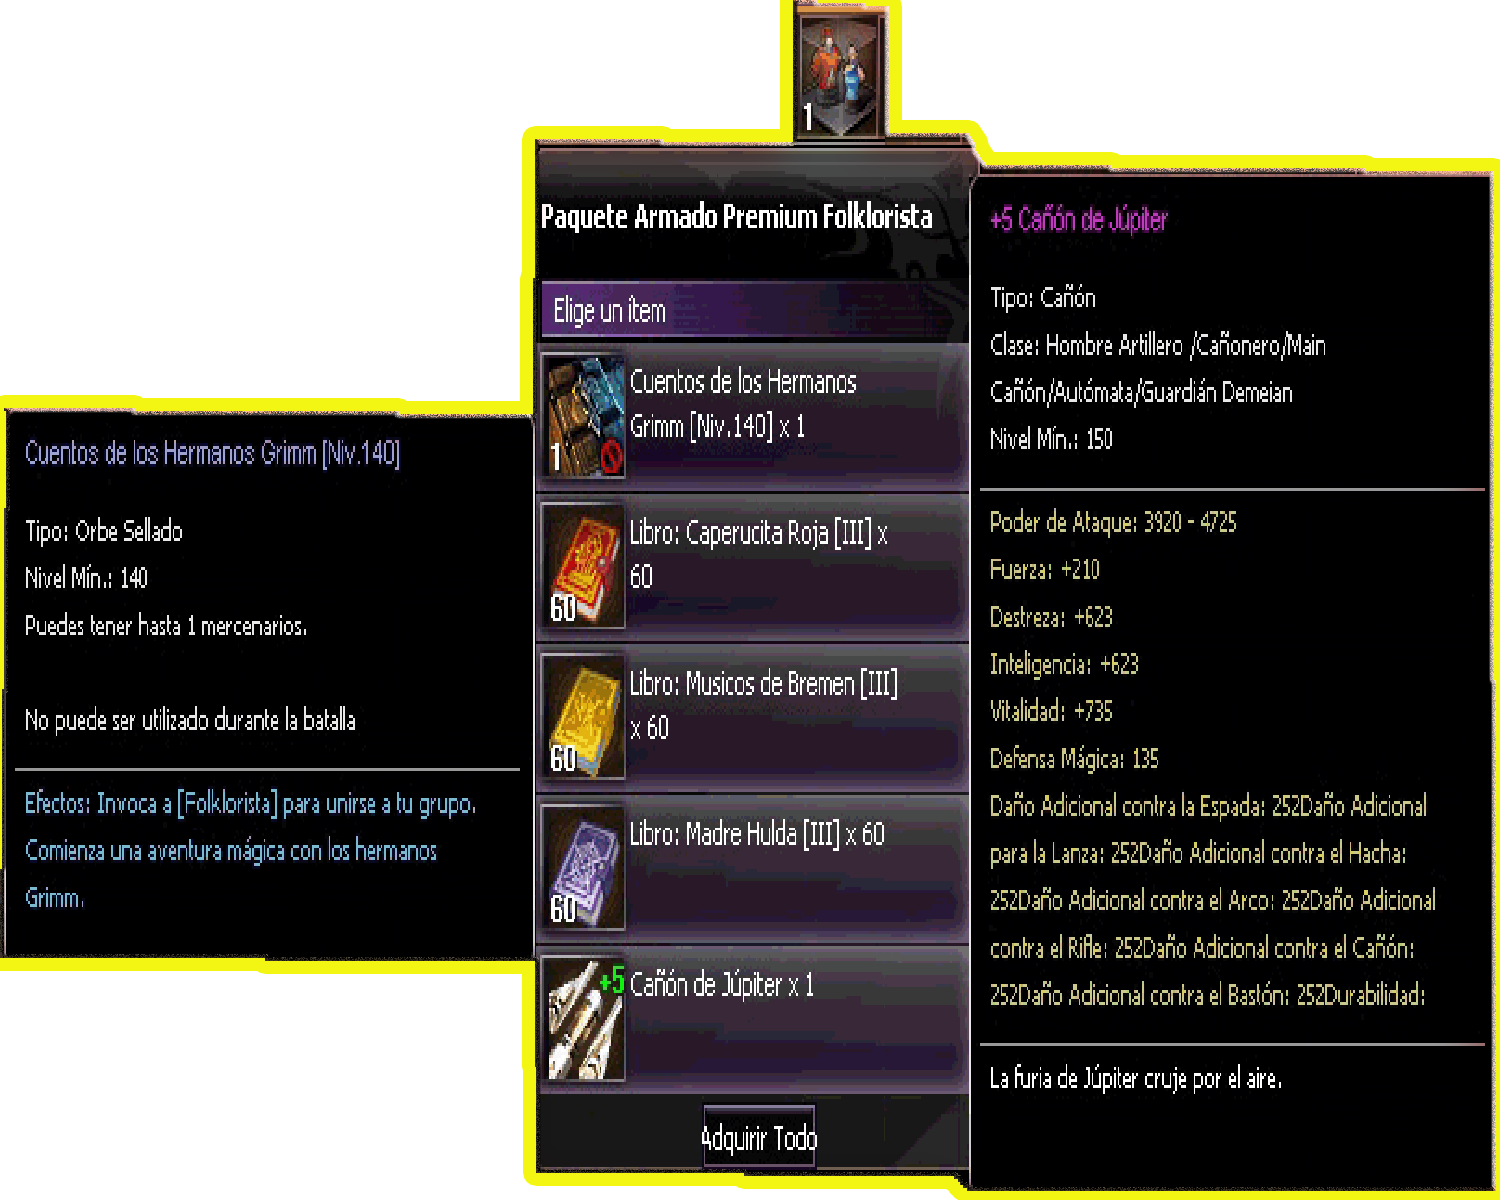 1
Paquete Armado Premium Folklorista
Elige un ítem
Cuentos de los Hermanos
Grimm [Niv.140] x 1
1
Libro: Caperucita Roja [III] x
60
60
Libro: Musicos de Bremen [III]
x 60
60
Libro: Madre Hulda [III] x 60
60
+5
Cañón de Júpiter x 1
Adquirir Todo
Cuentos de los Hermanos Grimm [Niv.140]
Tipo: Orbe Sellado
Nivel Mín.: 140
Puedes tener hasta 1 mercenarios.
No puede ser utilizado durante la batalla
Efectos: Invoca a [Folklorista] para unirse a tu grupo.
Comienza una aventura mágica con los hermanos
Grimm.
+5 Cañón de Júpiter
Tipo: Cañón
Clase: Hombre Artillero /Cañonero/Main
Cañón/Autómata/Guardián Demeian
Nivel Mín.: 150
Poder de Ataque: 3920 - 4725
Fuerza: +210
Destreza: +623
Inteligencia: +623
Vitalidad: +735
Defensa Mágica: 135
Daño Adicional contra la Espada: 252Daño Adicional
para la Lanza: 252Daño Adicional contra el Hacha:
252Daño Adicional contra el Arco: 252Daño Adicional
contra el Rifle: 252Daño Adicional contra el Cañón:
252Daño Adicional contra el Bastón: 252Durabilidad:
La furia de Júpiter cruje por el aire.